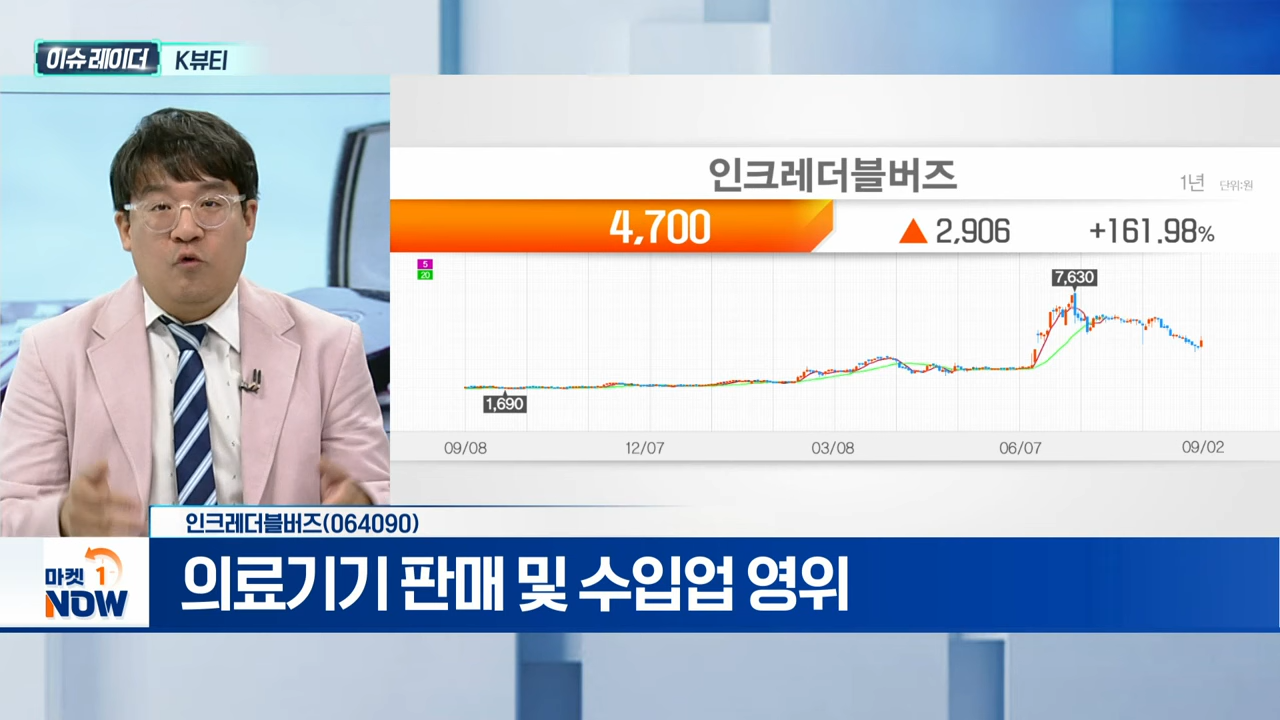 이슈 레이더 K뷰티
인크레더블버즈
1년 단위:원
4,700 ▲ 2,906 +161.98%
5
20
7,630
1,690
09/08 12/07 03/08 06/07 09/02
인크레더블버즈(064090)
마켓 1
NOW
의료기기 판매 및 수입업 영위